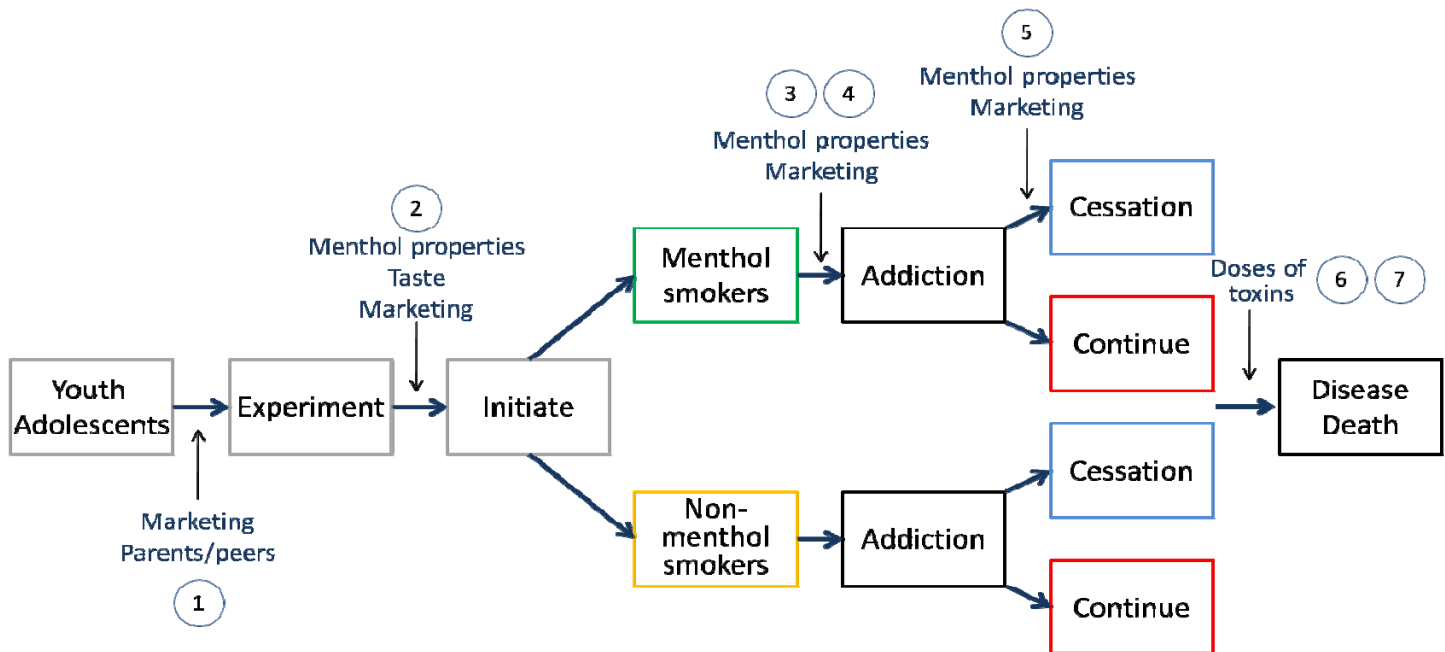 Youth
Adolescents
Marketing
Parents/peers
1
Experiment
2
Menthol properties
Taste
Marketing
Initiate
Menthol
smokers
3 4
Menthol properties
Marketing
Addiction
5
Menthol properties
Marketing
Cessation
Continue
Non-
menthol
smokers
Addiction
Cessation
Continue
Doses of
toxins
6 7
Disease
Death